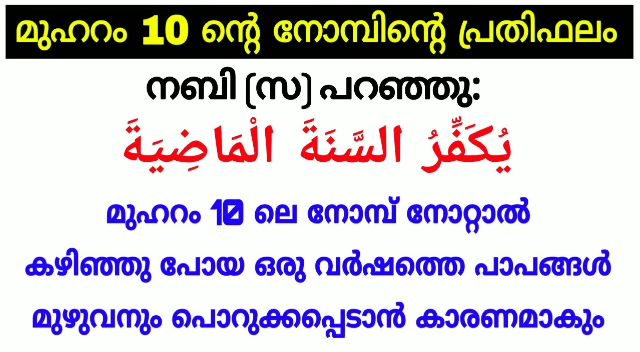 മുഹറം 10 ന്റെ നോമ്പിന്റെ പ്രതിഫലം
നബി (സ) പറഞ്ഞു:
يُكَفِّرُ السَّنَةَ الْمَاضِيَةَ
മുഹറം 10 ലെ നോമ്പ് നോറ്റാൽ
കഴിഞ്ഞു പോയ ഒരു വർഷത്തെ പാപങ്ങൾ
മുഴുവനും പൊറുക്കപ്പെടാൻ കാരണമാകും